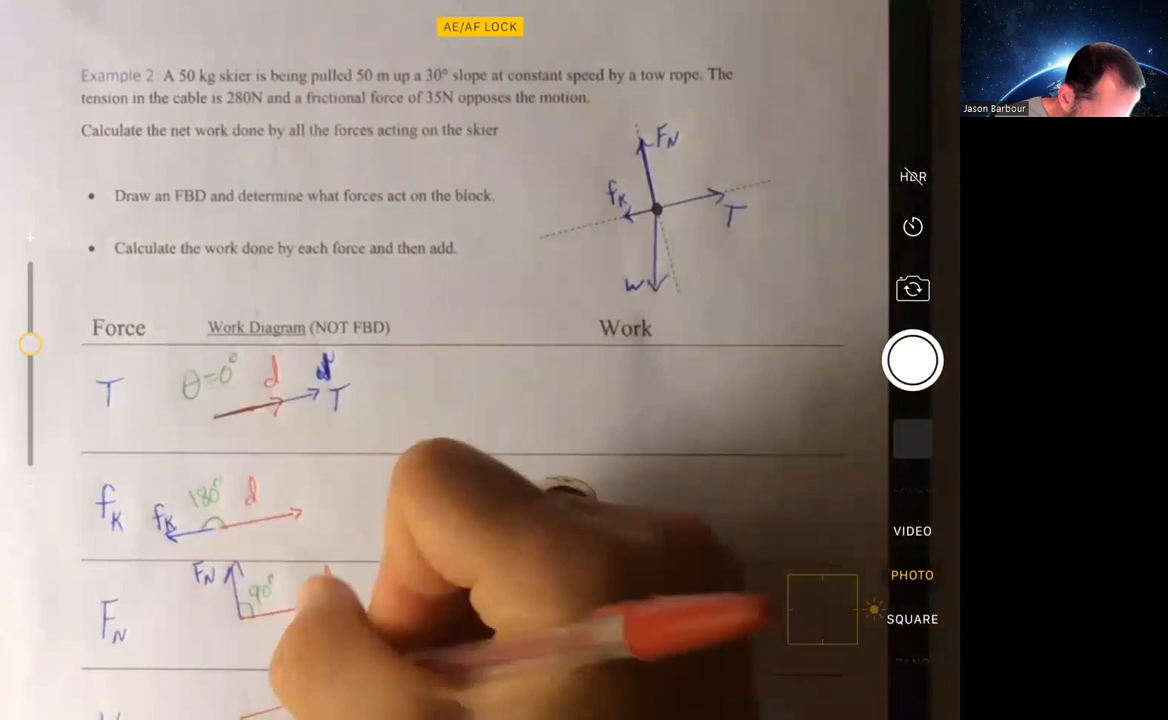 AE/AF LOCK
Example 2: A 50 kg skier is being pulled 50 m up a 30° slope at constant speed by a tow rope. The
tension in the cable is 280N and a frictional force of 35N opposes the motion.
Calculate the net work done by all the forces acting on the skier
• Draw an FBD and determine what forces act on the block.
• Calculate the work done by each force and then add.
FN
fK
T
W
Force Work Diagram (NOT FBD) Work
T θ=0° d T
fK fK 180° d
FN FN 90°
Jason Barbour
HDR
VIDEO
PHOTO
SQUARE
PANO